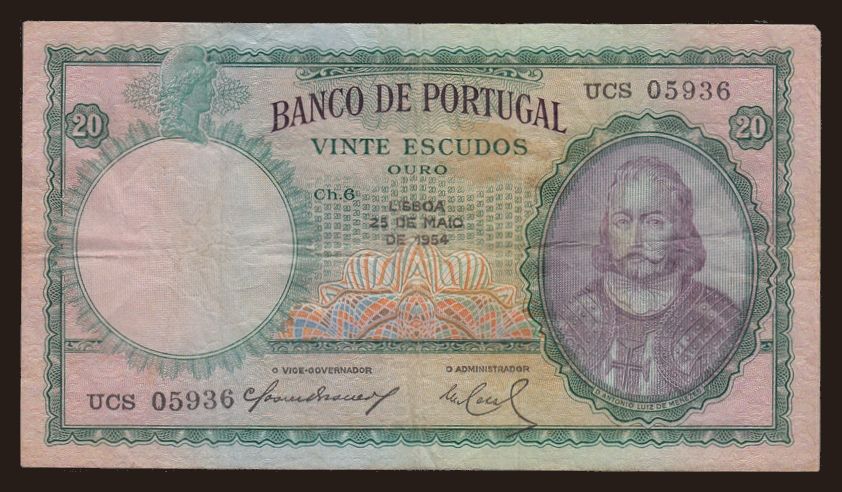 UCS 05936
BANCO DE PORTUGAL
20
20
VINTE ESCUDOS
OURO
Ch.6
LISBOA
25 DE MAIO
DE 1954
O VICE-GOVERNADOR
O ADMINISTRADOR
UCS 05936
D. ANTONIO LUIZ DE MENEZES